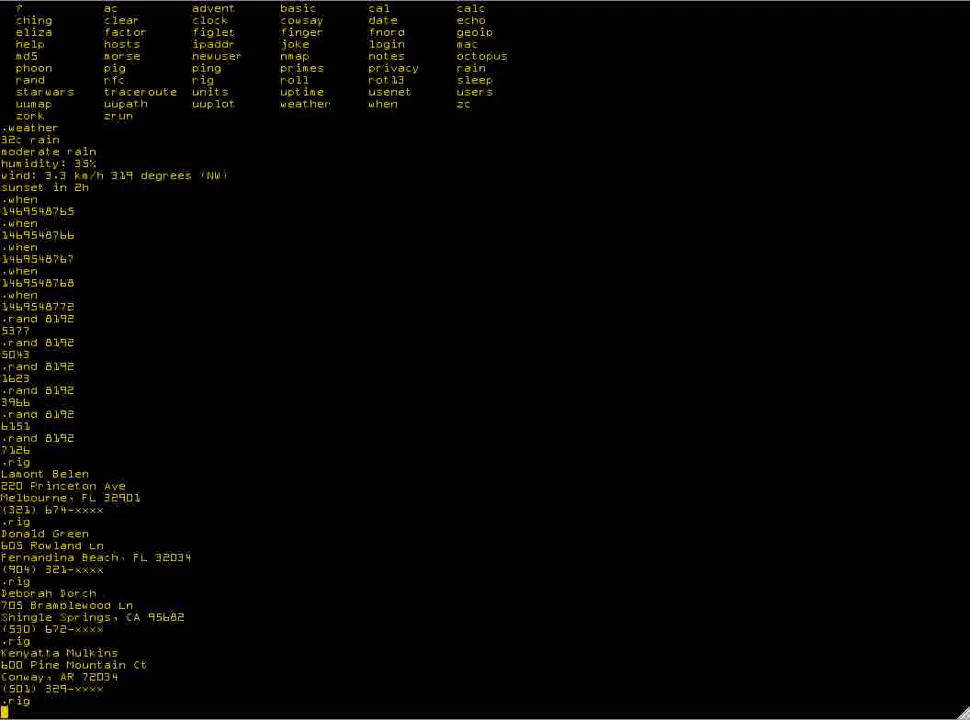 ? ac advent basic cal calc
ching clear clock cowsay date echo
eliza factor figlet finger fnord geoip
help hosts ipaddr joke login mac
md5 morse newuser nmap notes octopus
phoon pig ping primes privacy rain
rand rfc rig roll rot13 sleep
starwars traceroute units uptime usenet users
uumap uupath uuplot weather when zc
zork zrun
.weather
32c rain
moderate rain
humidity: 35%
wind: 3.3 km/h 319 degrees (NW)
sunset in 2h
.when
1469548765
.when
1469548766
.when
1469548767
.when
1469548768
.when
1469548772
.rand 8192
5377
.rand 8192
5043
.rand 8192
1623
.rand 8192
3966
.rand 8192
6151
.rand 8192
7126
.rig
Lamont Belen
220 Princeton Ave
Melbourne, FL 32901
(321) 674-xxxx
.rig
Donald Green
605 Rowland Ln
Fernandina Beach, FL 32034
(904) 321-xxxx
.rig
Deborah Dorch
705 Bramblewood Ln
Shingle Springs, CA 95682
(530) 672-xxxx
.rig
Kenyatta Mulkins
600 Pine Mountain Ct
Conway, AR 72034
(501) 329-xxxx
.rig